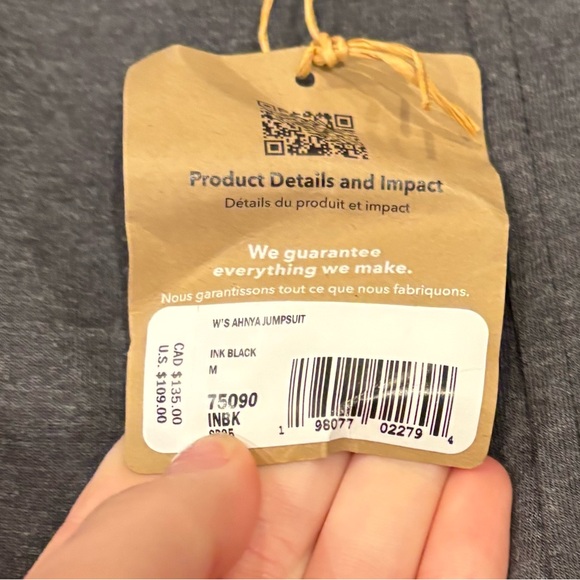 Product Details and Impact
Détails du produit et impact
We guarantee
everything we make.
Nous garantissons tout ce que nous fabriquons.
W'S AHNYA JUMPSUIT
INK BLACK
M
75090
INBK
CAD $135.00
U.S. $109.00
1 98077 02279 4